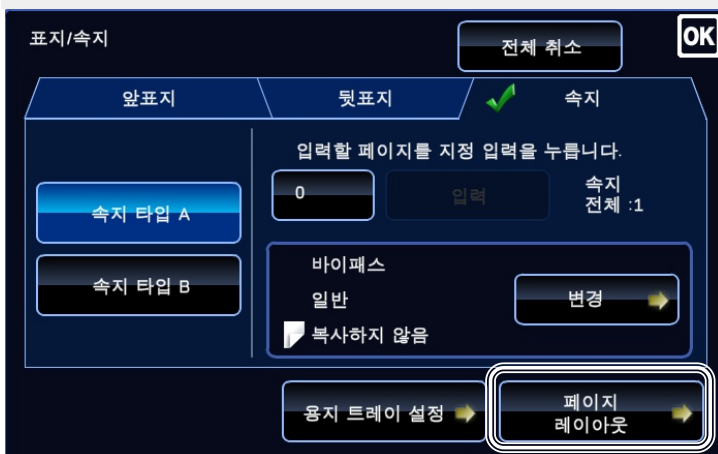 표지/속지
전체 취소
OK
앞표지
뒷표지
속지
입력할 페이지를 지정 입력을 누릅니다.
0
입력
속지
전체 :1
속지 타입 A
속지 타입 B
바이패스
일반
복사하지 않음
변경
용지 트레이 설정
페이지
레이아웃